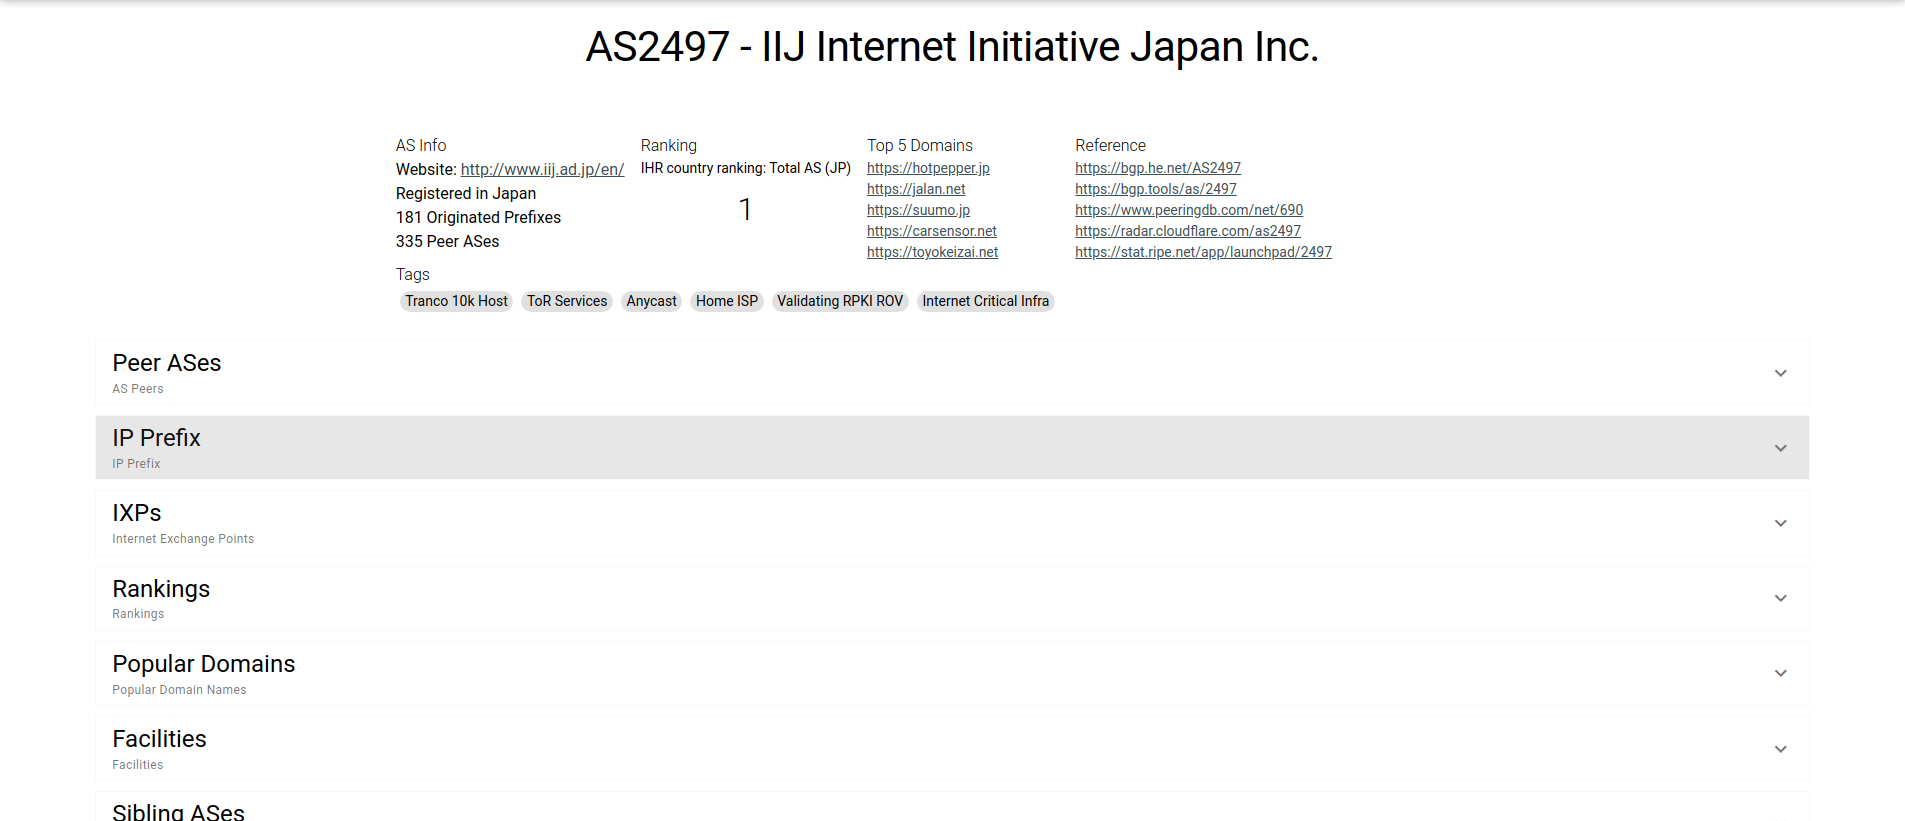 AS2497 - IIJ Internet Initiative Japan Inc.
AS Info
Website: http://www.iij.ad.jp/en/
Registered in Japan
181 Originated Prefixes
335 Peer ASes
Ranking
IHR country ranking: Total AS (JP)
1
Top 5 Domains
https://hotpepper.jp
https://jalan.net
https://suumo.jp
https://carsensor.net
https://toyokeizai.net
Reference
https://bgp.he.net/AS2497
https://bgp.tools/as/2497
https://www.peeringdb.com/net/690
https://radar.cloudflare.com/as2497
https://stat.ripe.net/app/launchpad/2497
Tags
Tranco 10k Host ToR Services Anycast Home ISP Validating RPKI ROV Internet Critical Infra
Peer ASes
AS Peers
IP Prefix
IP Prefix
IXPs
Internet Exchange Points
Rankings
Rankings
Popular Domains
Popular Domain Names
Facilities
Facilities
Sibling ASes